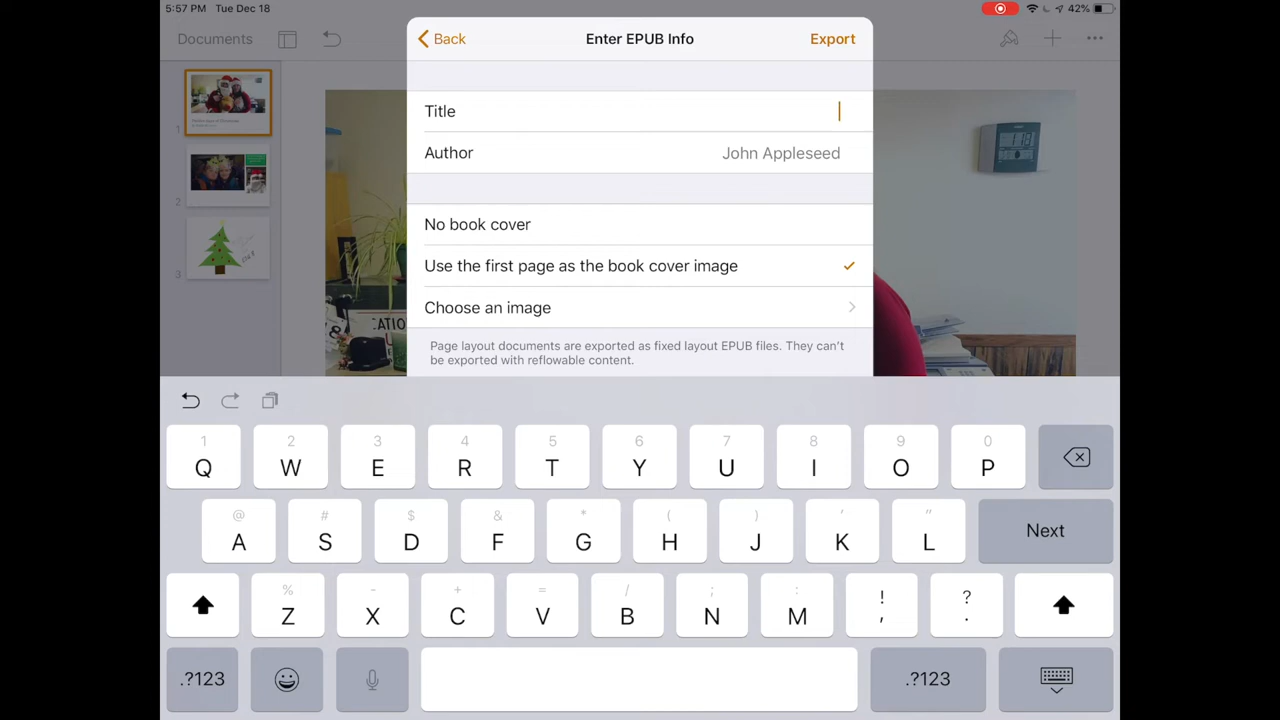 5:57 PM Tue Dec 18
42%
Documents
Back
Enter EPUB Info
Export
Title
Author
John Appleseed
No book cover
Use the first page as the book cover image
Choose an image
Page layout documents are exported as fixed layout EPUB files. They can't
be exported with reflowable content.
1
2
3
1 2 3 4 5 6 7 8 9 0
Q W E R T Y U I O P
@ # $ & * ( ) ' "
A S D F G H J K L Next
% - + = / ; : ! ?
Z X C V B N M , .
.?123 .?123